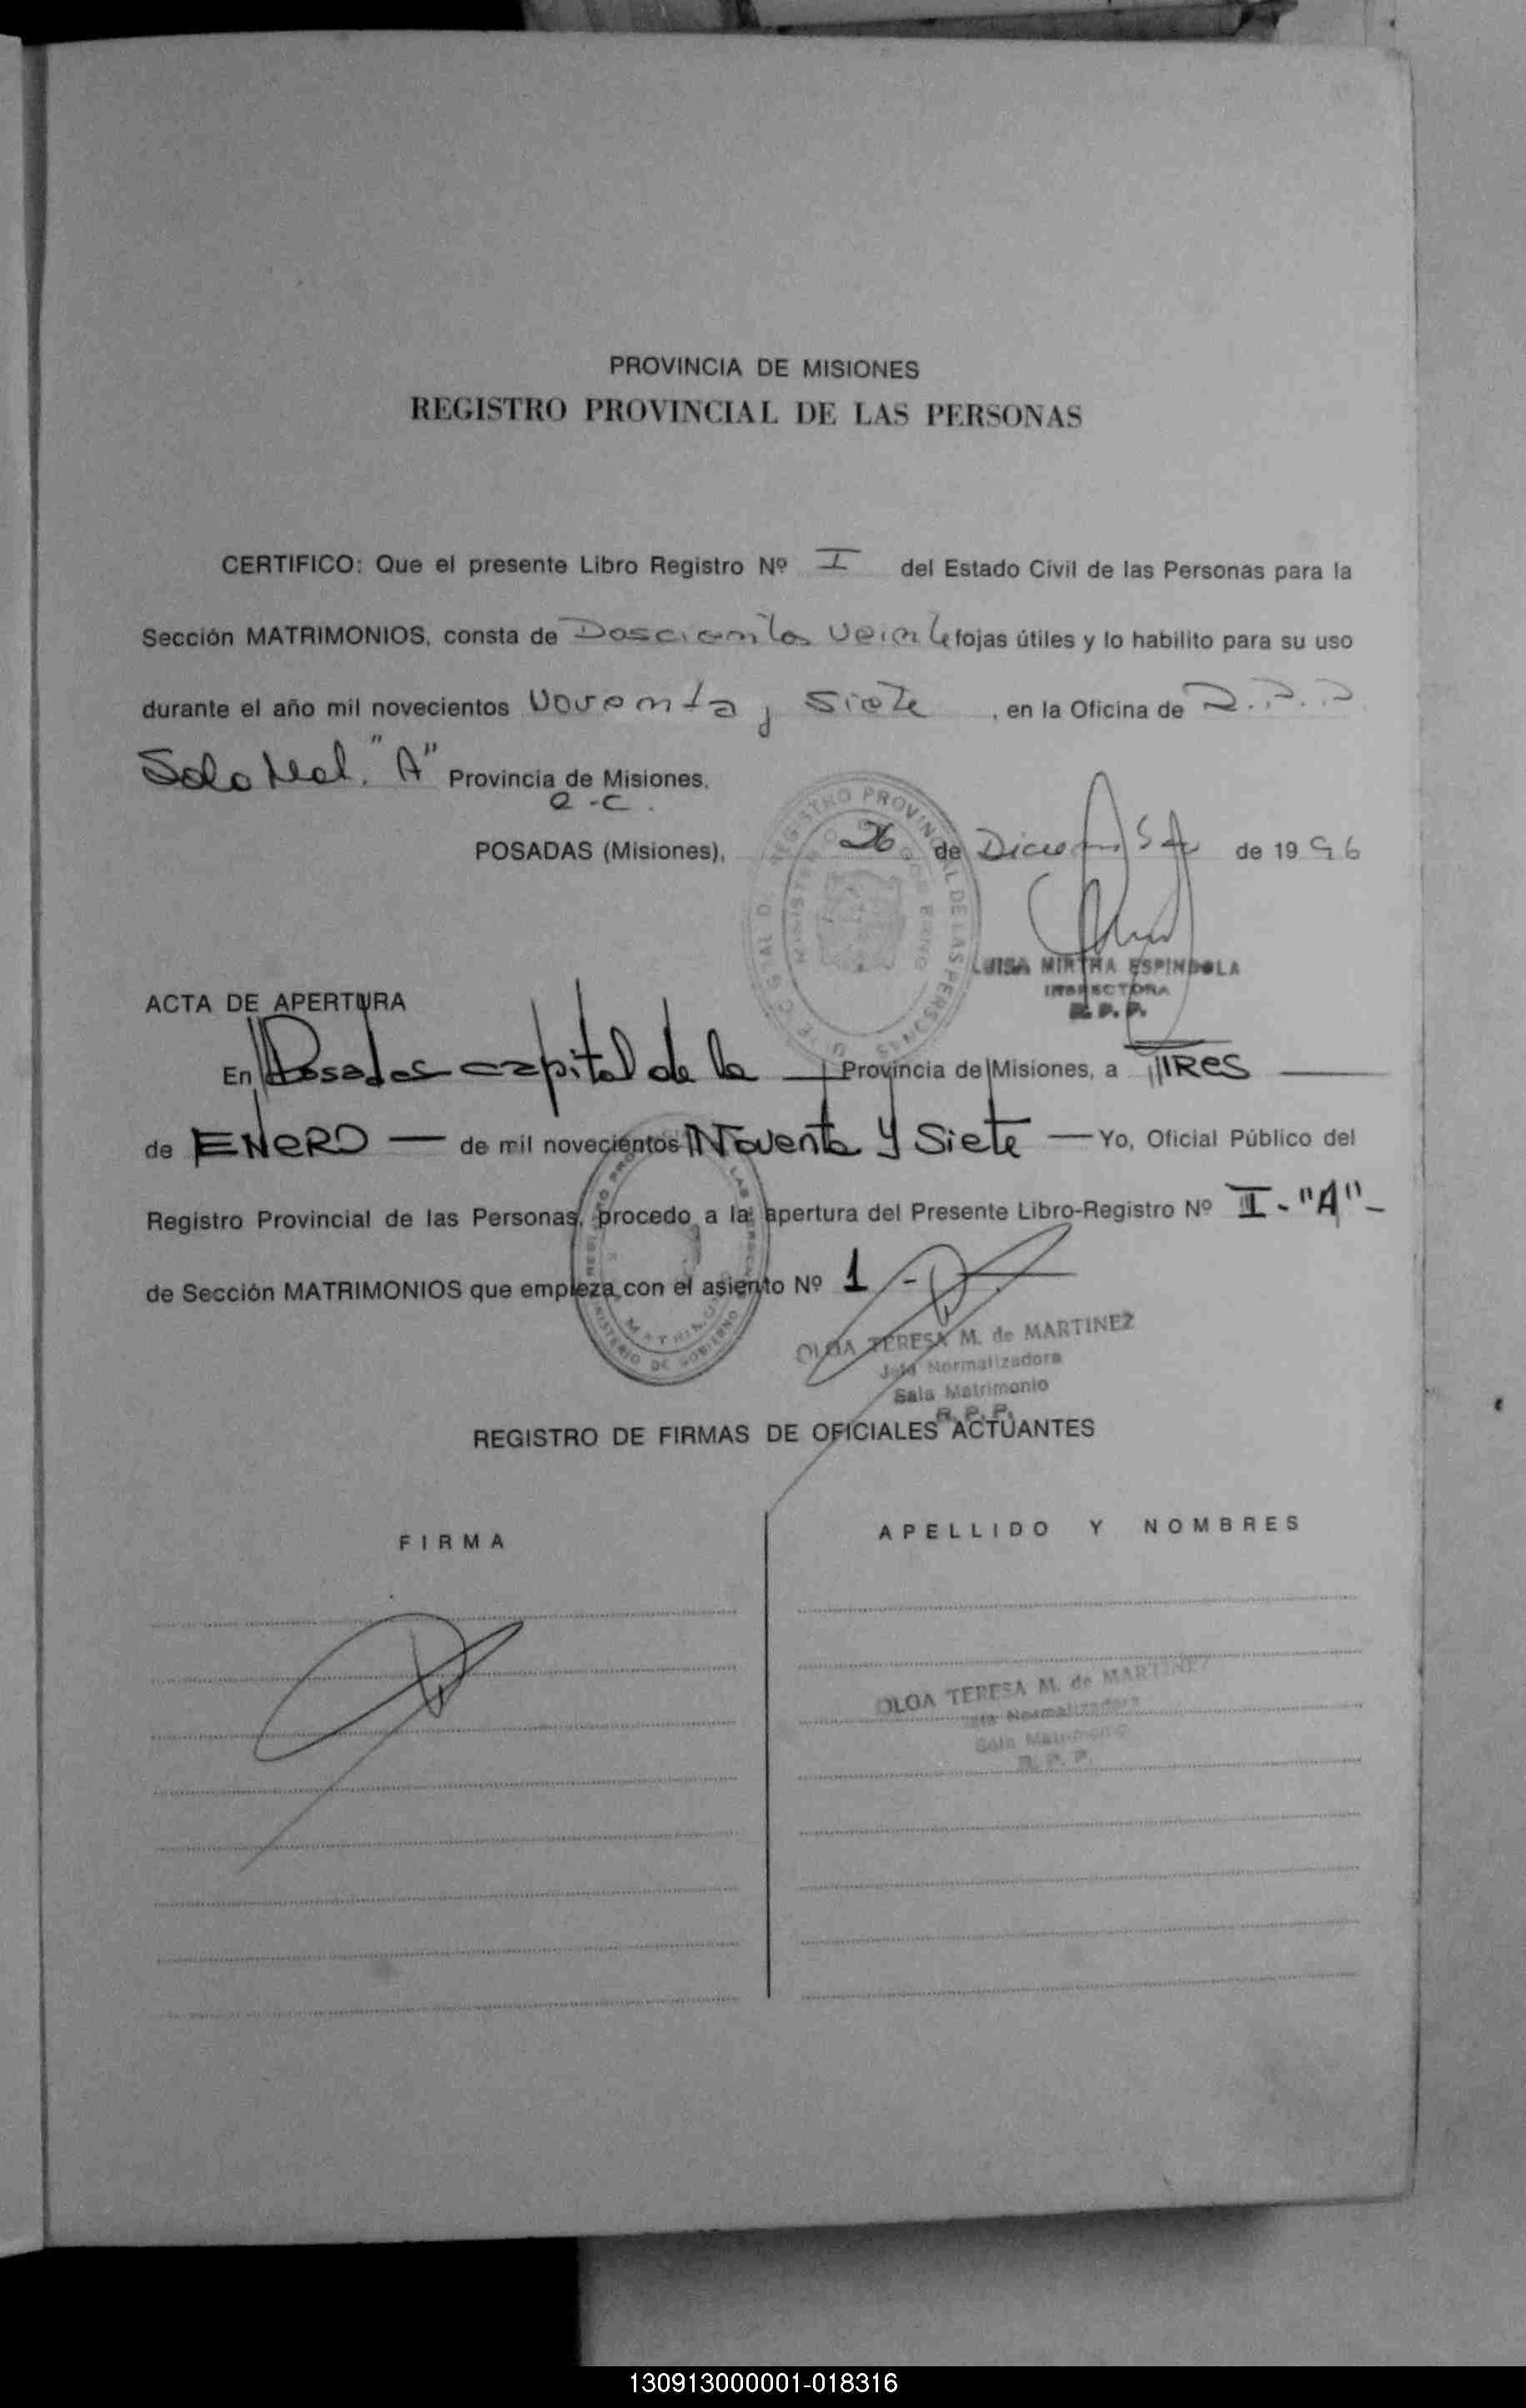 PROVINCIA DE MISIONES
REGISTRO PROVINCIAL DE LAS PERSONAS
CERTIFICO: Que el presente Libro Registro Nº I del Estado Civil de las Personas para la
Sección MATRIMONIOS, consta de Doscientos veinte fojas útiles y lo habilito para su uso
durante el año mil novecientos Noventa y Siete, en la Oficina de
"A" Provincia de Misiones.
POSADAS (Misiones), 26 de Diciembre de 1996
LUISA MIRTHA ESPINDOLA
INSPECTORA
R. P. P.
ACTA DE APERTURA
En Posadas capital de la Provincia de Misiones, a TRES
de ENERO — de mil novecientos Noventa y Siete — Yo, Oficial Público del
Registro Provincial de las Personas, procedo a la apertura del Presente Libro-Registro Nº I - "A" -
de Sección MATRIMONIOS que empieza con el asiento Nº 1 -
OLGA TERESA M. de MARTINEZ
Jefa Normalizadora
Sala Matrimonio
R. P. P.
REGISTRO DE FIRMAS DE OFICIALES ACTUANTES
FIRMA
APELLIDO Y NOMBRES
OLGA TERESA M. de MARTINEZ
Jefa Normalizadora
Sala Matrimonio
R. P. P.
130913000001-018316